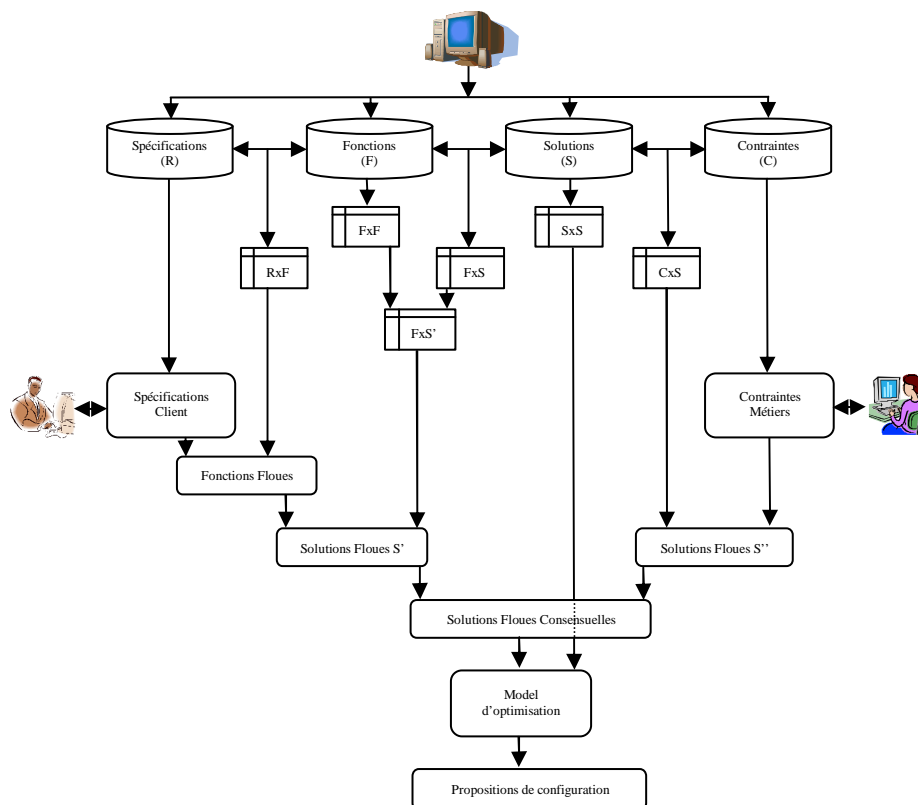 Spécifications
(R)
Fonctions
(F)
Solutions
(S)
Contraintes
(C)
FxF
SxS
RxF
FxS
CxS
FxS’
Spécifications
Client
Contraintes
Métiers
Fonctions Floues
Solutions Floues S’
Solutions Floues S’’
Solutions Floues Consensuelles
Model
d’optimisation
Propositions de configuration